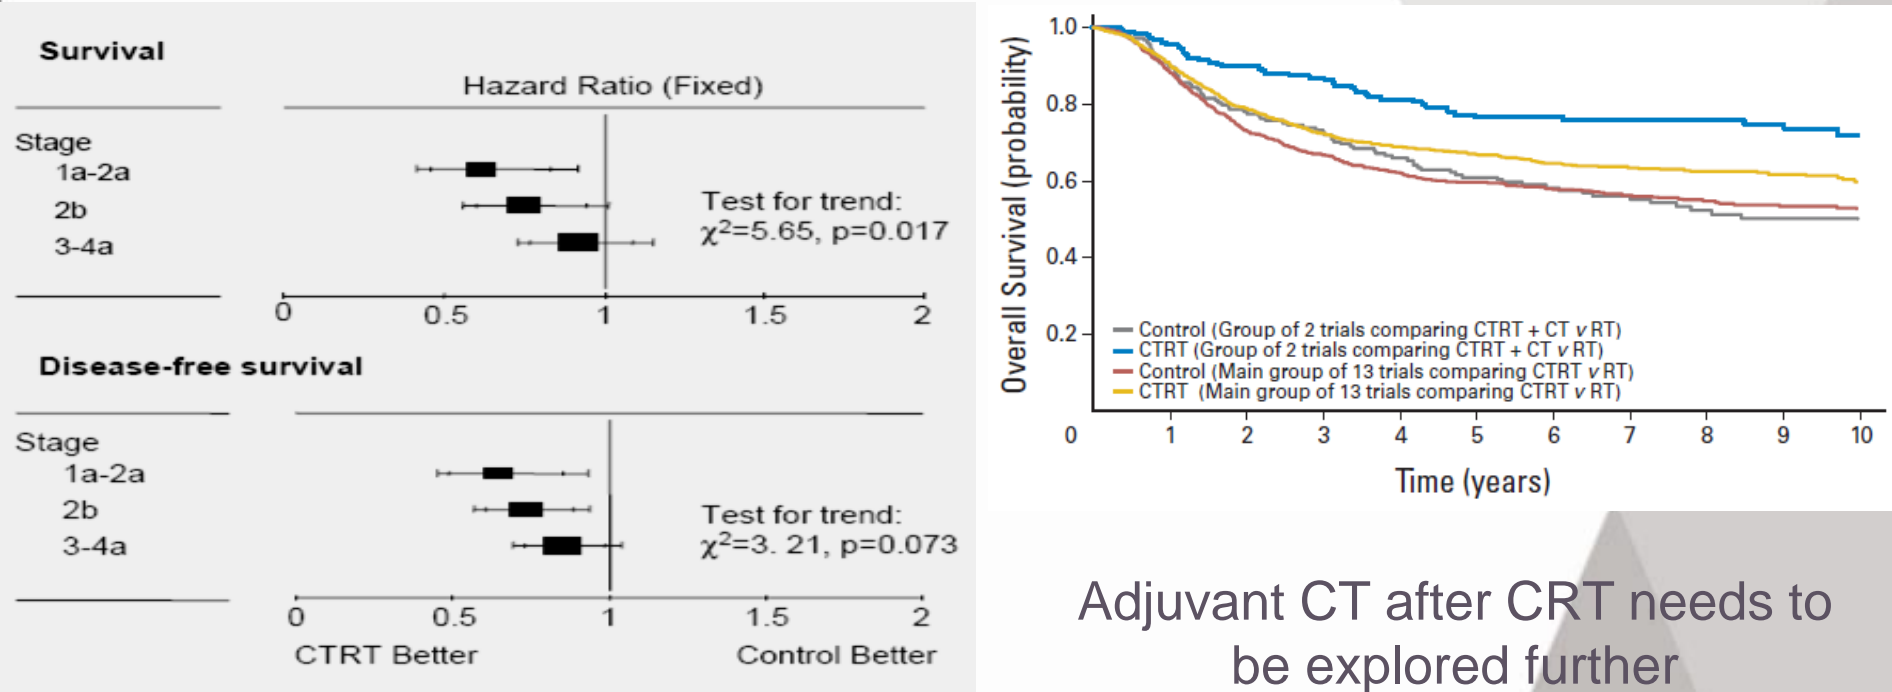 Survival
Hazard Ratio (Fixed)
Stage
1a-2a
2b
3-4a
Test for trend:
χ²=5.65, p=0.017
0 0.5 1 1.5 2
Disease-free survival
Stage
1a-2a
2b
3-4a
Test for trend:
χ²=3. 21, p=0.073
0 0.5 1 1.5 2
CTRT Better Control Better
Overall Survival (probability)
1.0
0.8
0.6
0.4
0.2
Control (Group of 2 trials comparing CTRT + CT v RT)
CTRT (Group of 2 trials comparing CTRT + CT v RT)
Control (Main group of 13 trials comparing CTRT v RT)
CTRT (Main group of 13 trials comparing CTRT v RT)
0 1 2 3 4 5 6 7 8 9 10
Time (years)
Adjuvant CT after CRT needs to
be explored further